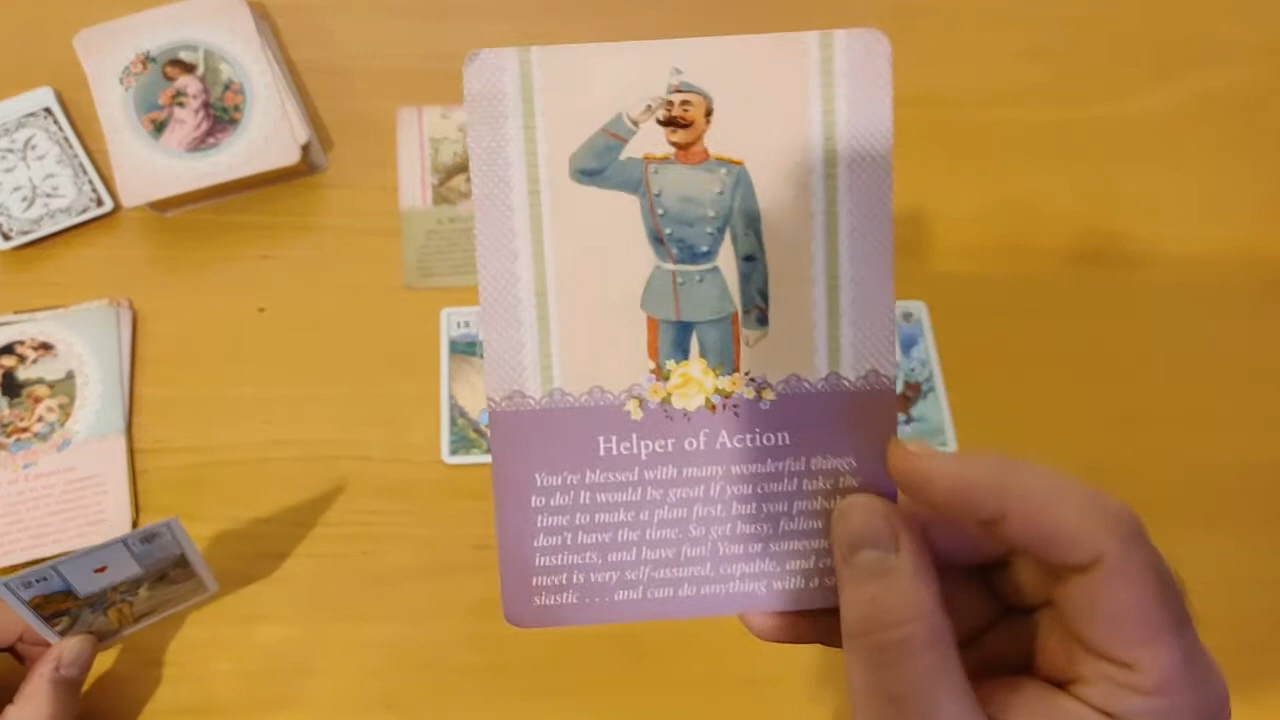 13
Helper of Action
You're blessed with many wonderful things
to do! It would be great if you could take the
time to make a plan first, but you
don't have the time. So get busy, follow
instincts, and have fun! You or someone
meet is very self-assured, capable, and
siastic . . . and can do anything with a